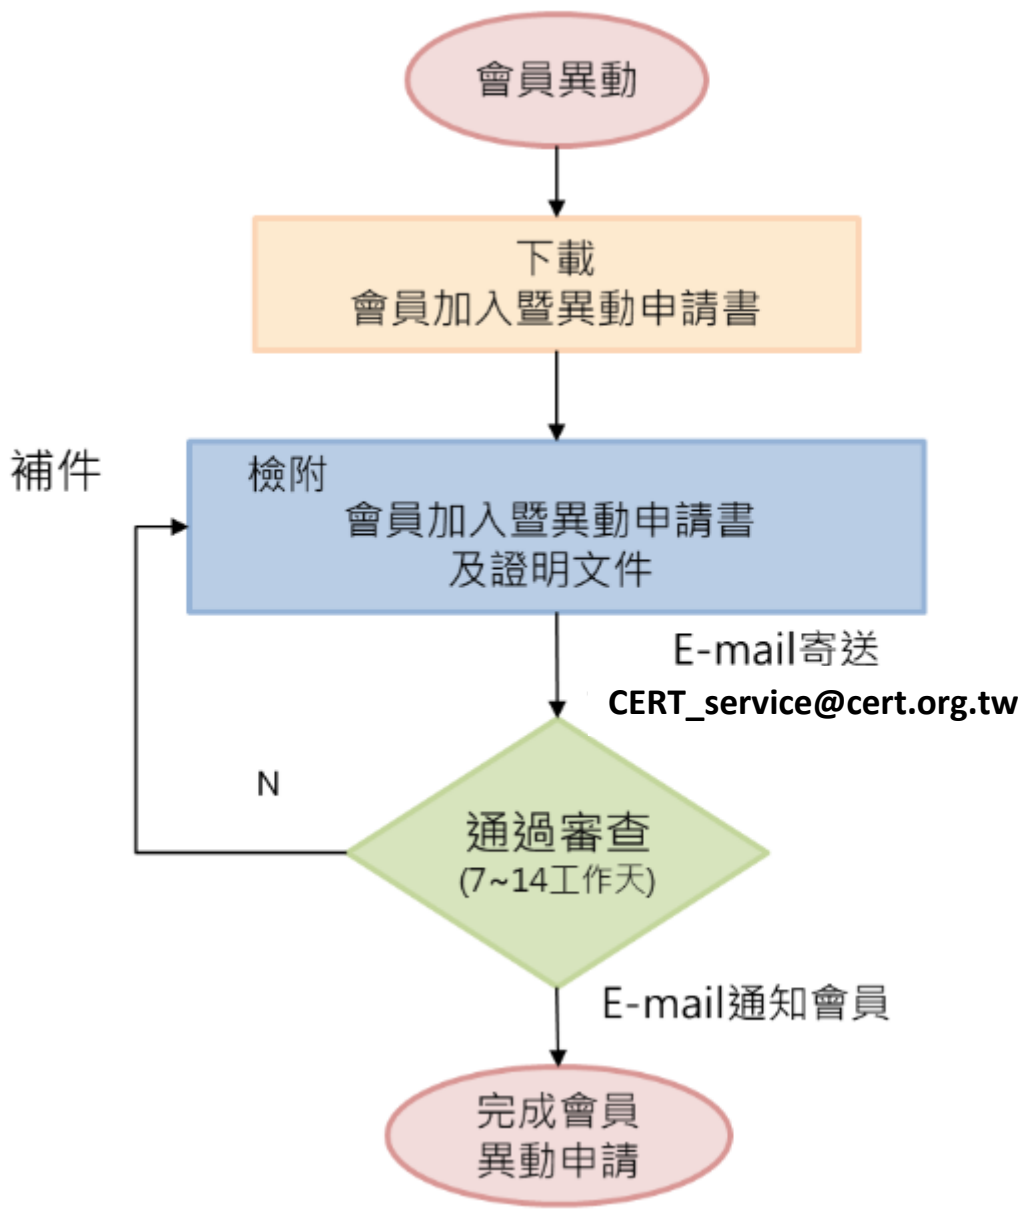 會員異動
下載
會員加入暨異動申請書
補件
檢附
會員加入暨異動申請書
及證明文件
E-mail寄送
CERT_service@cert.org.tw
N
通過審查
(7~14工作天)
E-mail通知會員
完成會員
異動申請